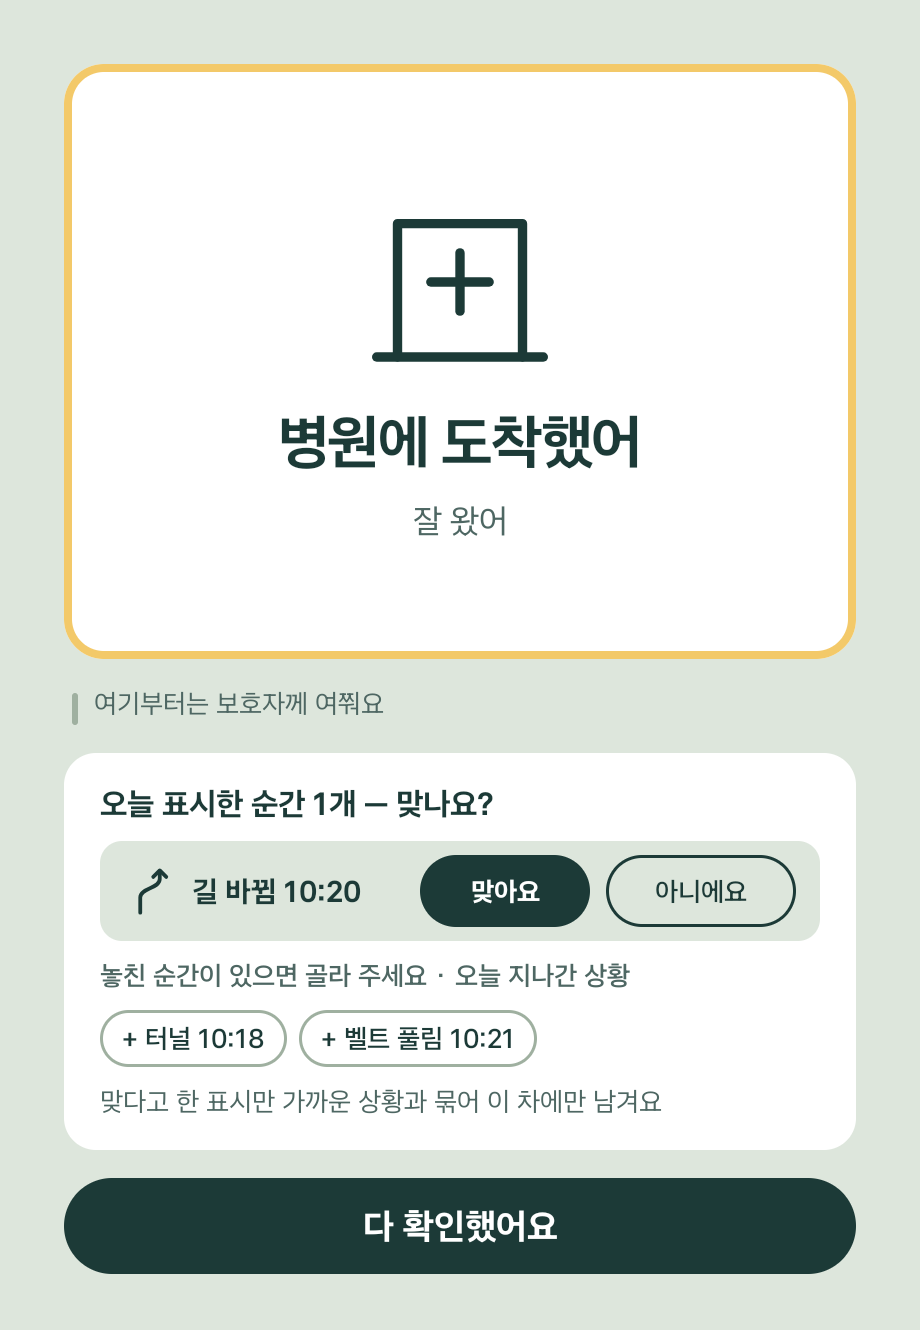 병원에 도착했어
잘 왔어
여기부터는 보호자께 여쭤요
오늘 표시한 순간 1개 — 맞나요?
길 바뀜 10:20
맞아요
아니에요
놓친 순간이 있으면 골라 주세요 · 오늘 지나간 상황
+ 터널 10:18
+ 벨트 풀림 10:21
맞다고 한 표시만 가까운 상황과 묶어 이 차에만 남겨요
다 확인했어요